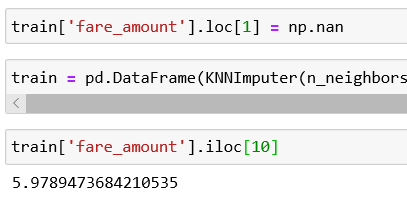 train['fare_amount'].loc[1] = np.nan
train = pd.DataFrame(KNNImputer(n_neighbors
train['fare_amount'].iloc[10]
5.9789473684210535